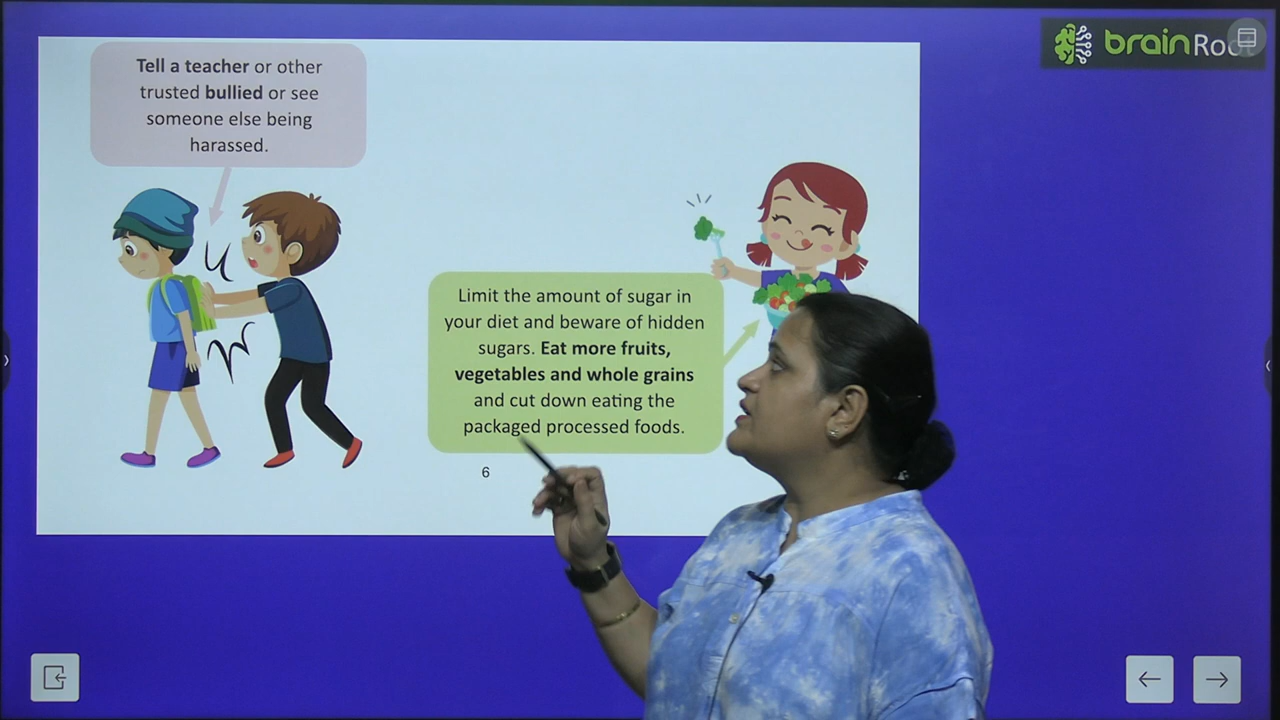 Tell a teacher or other
trusted bullied or see
someone else being
harassed.
Limit the amount of sugar in
your diet and beware of hidden
sugars. Eat more fruits,
vegetables and whole grains
and cut down eating the
packaged processed foods.
6
brainRoot